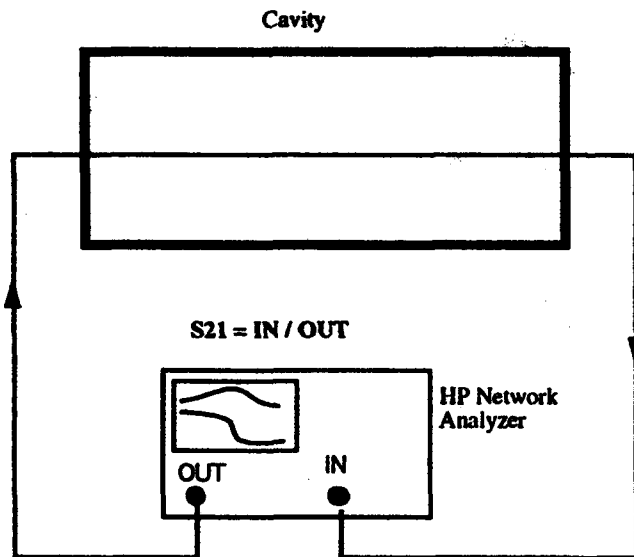 Cavity
S21 = IN / OUT
HP Network
Analyzer
OUT
IN